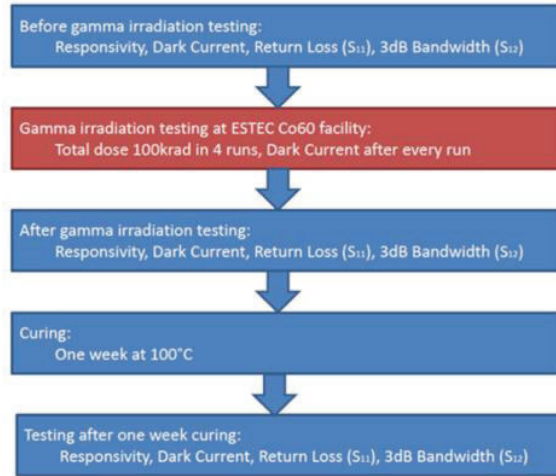 Before gamma irradiation testing:
Responsivity, Dark Current, Return Loss (S₁₁), 3dB Bandwidth (S₁₂)
Gamma irradiation testing at ESTEC Co60 facility:
Total dose 100krad in 4 runs, Dark Current after every run
After gamma irradiation testing:
Responsivity, Dark Current, Return Loss (S₁₁), 3dB Bandwidth (S₁₂)
Curing:
One week at 100°C
Testing after one week curing:
Responsivity, Dark Current, Return Loss (S₁₁), 3dB Bandwidth (S₁₂)